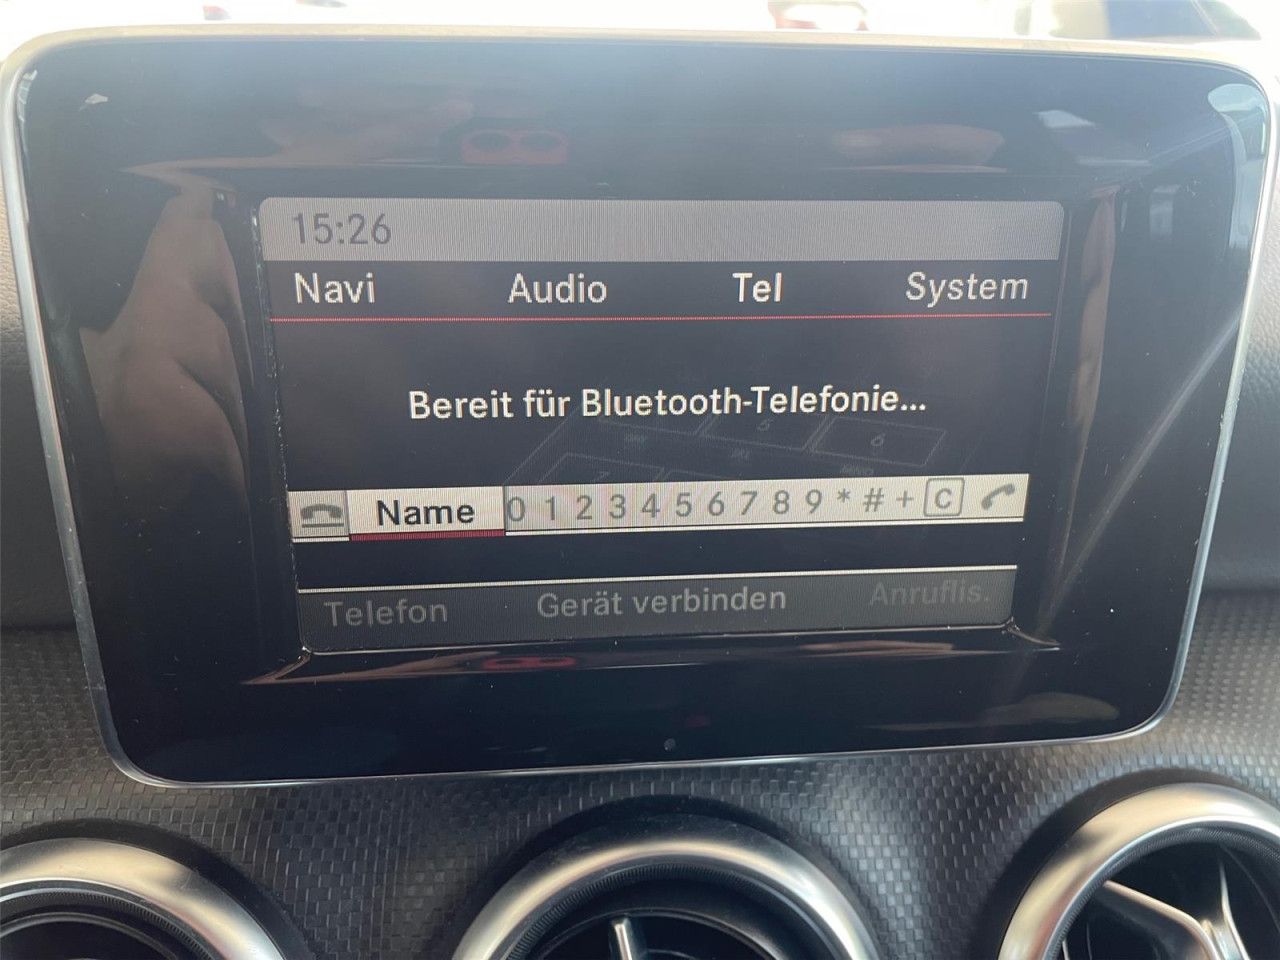 15:26
Navi Audio Tel System
Bereit für Bluetooth-Telefonie...
Name 0 1 2 3 4 5 6 7 8 9 * # + C
Telefon Gerät verbinden Anruflis.